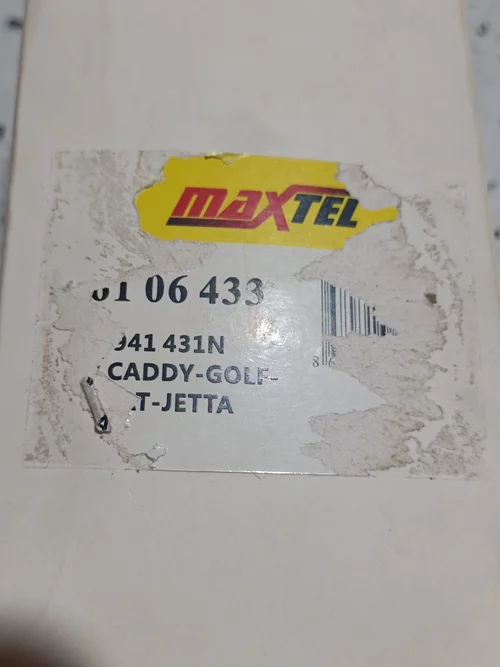 MAXTEL
01 06 433
941 431N
CADDY-GOLF-
T-JETTA